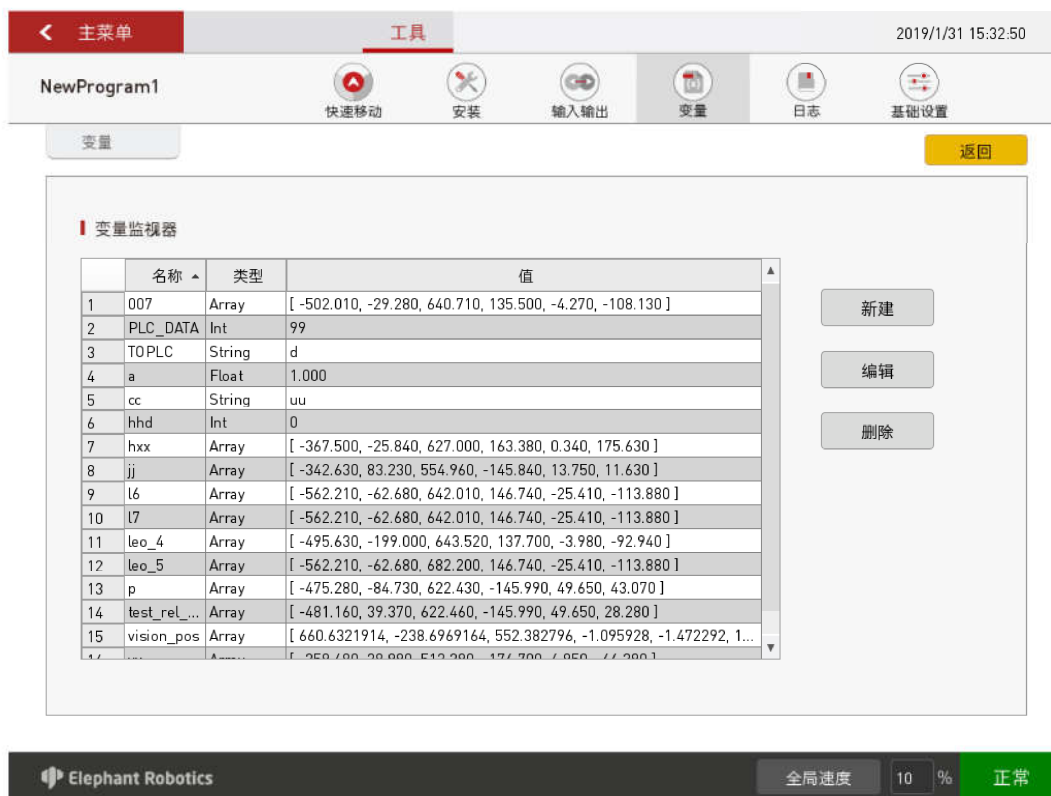 主菜单 工具 2019/1/31 15:32:50
NewProgram1 快速移动 安装 输入输出 变量 日志 基础设置
变量 返回
变量监视器
名称 类型 值
1 007 Array [ -502.010, -29.280, 640.710, 135.500, -4.270, -108.130 ]
2 PLC_DATA Int 99
3 TOPLC String d
4 a Float 1.000
5 cc String uu
6 hhd Int 0
7 hxx Array [ -367.500, -25.840, 627.000, 163.380, 0.340, 175.630 ]
8 jj Array [ -342.630, 83.230, 554.960, -145.840, 13.750, 11.630 ]
9 l6 Array [ -562.210, -62.680, 642.010, 146.740, -25.410, -113.880 ]
10 l7 Array [ -562.210, -62.680, 642.010, 146.740, -25.410, -113.880 ]
11 leo_4 Array [ -495.630, -199.000, 643.520, 137.700, -3.980, -92.940 ]
12 leo_5 Array [ -562.210, -62.680, 682.200, 146.740, -25.410, -113.880 ]
13 p Array [ -475.280, -84.730, 622.430, -145.990, 49.650, 43.070 ]
14 test_rel_... Array [ -481.160, 39.370, 622.460, -145.990, 49.650, 28.280 ]
15 vision_pos Array [ 660.6321914, -238.6969164, 552.382796, -1.095928, -1.472292, 1...
新建
编辑
删除
Elephant Robotics 全局速度 10 % 正常